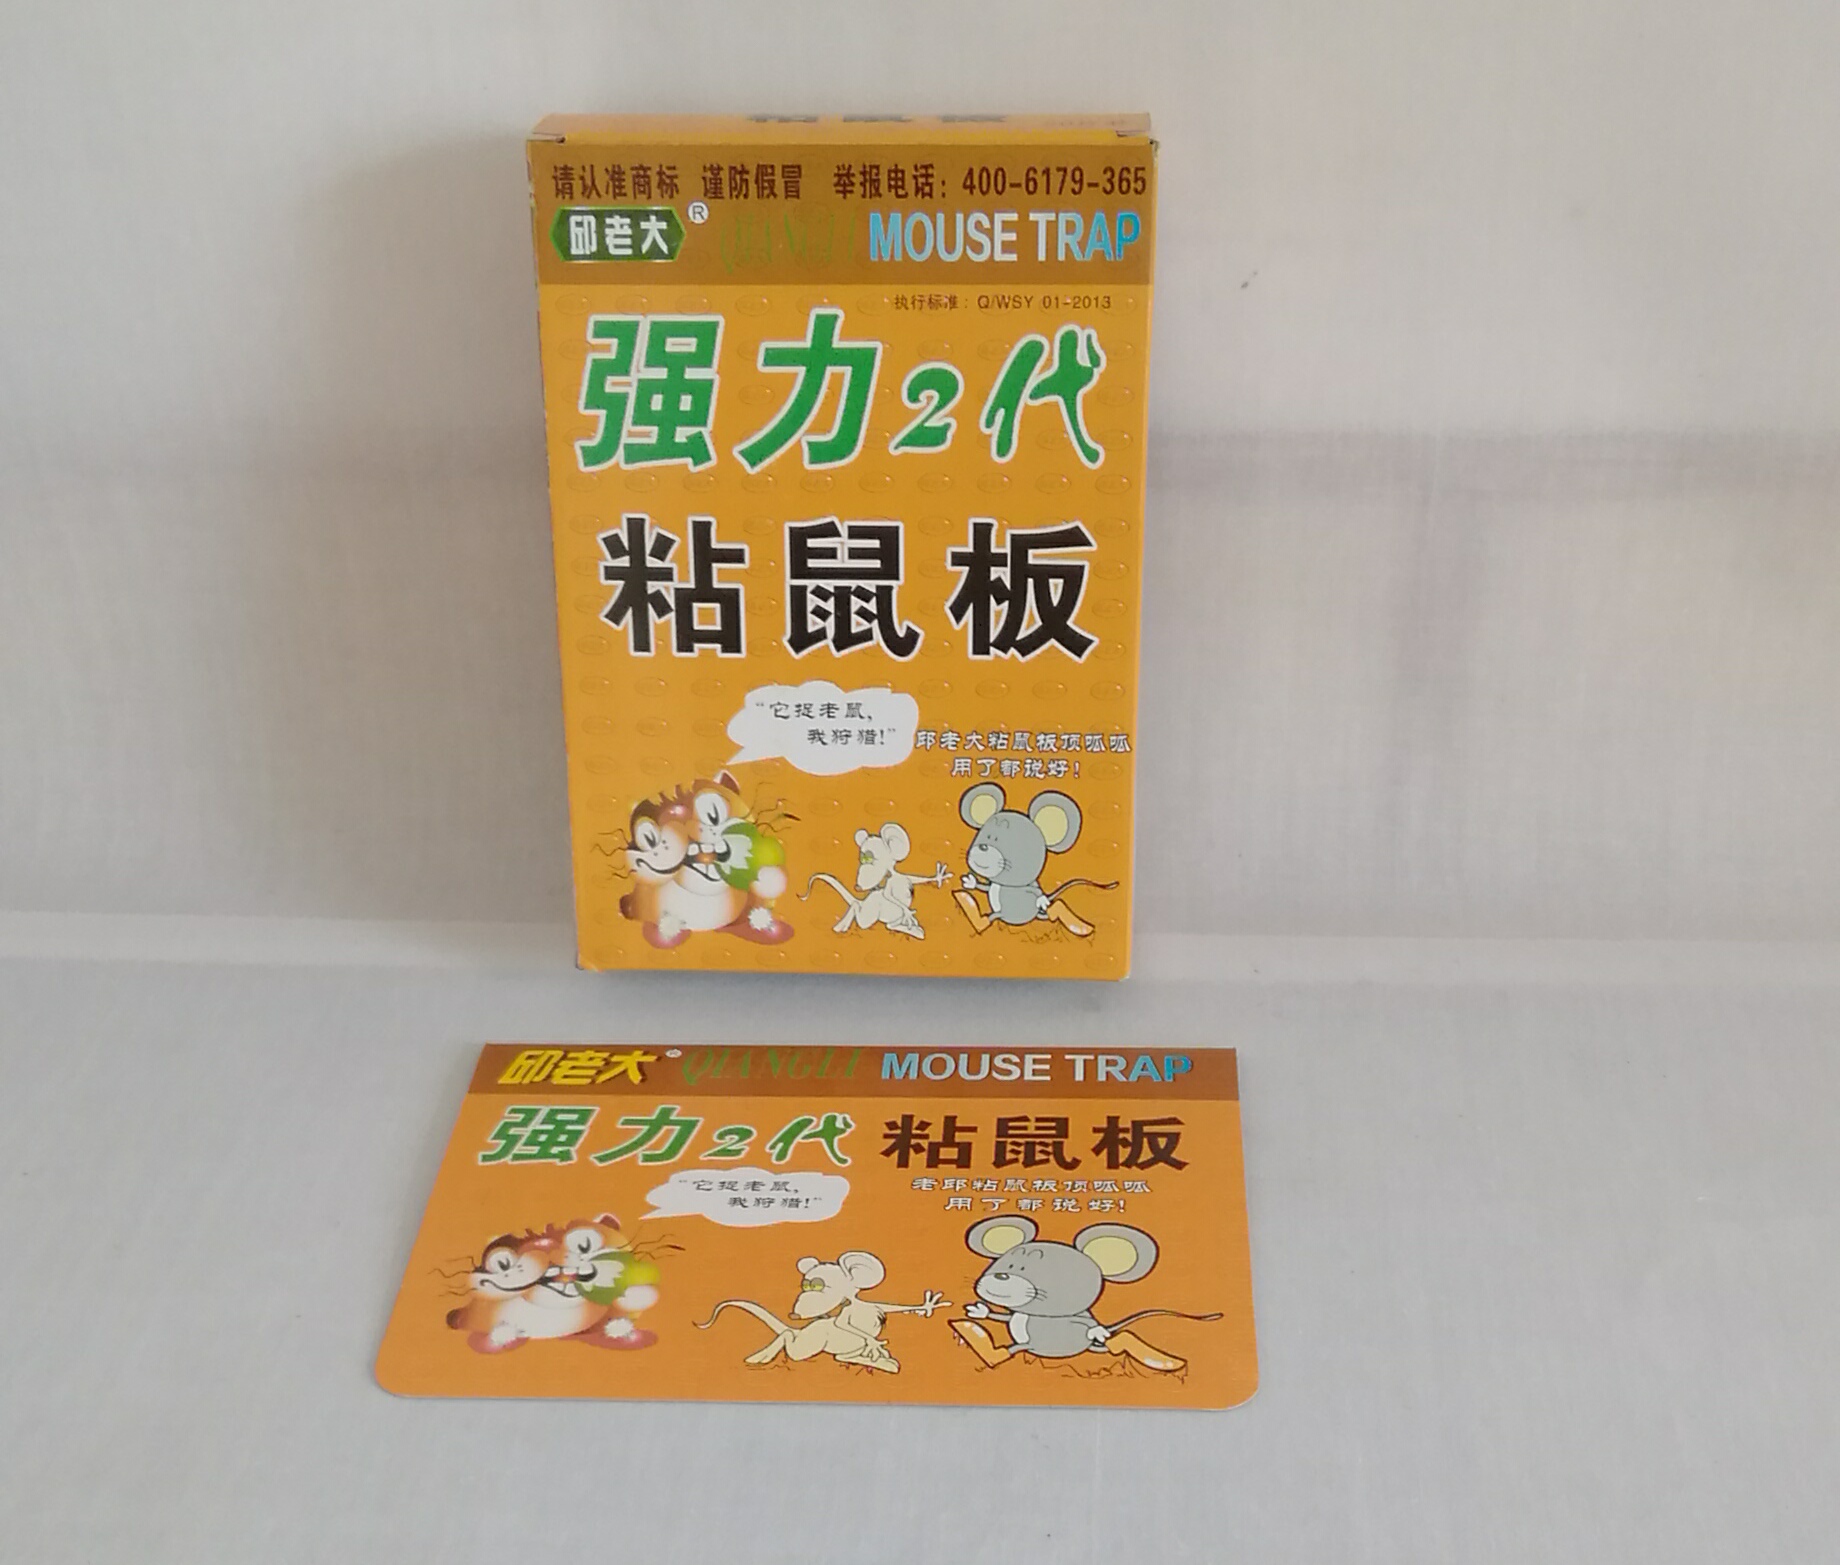 粘鼠板
请认准商标 谨防假冒 举报电话：400-6179-365
邱老大® QIANGLI MOUSE TRAP
执行标准：Q/WSY 01-2013
强力2代
粘鼠板
“它捉老鼠，
我狩猎！”
邱老大粘鼠板顶呱呱
用了都说好！
邱老大® QIANGLI MOUSE TRAP
强力2代 粘鼠板
“它捉老鼠，
我狩猎！”
老邱粘鼠板顶呱呱
用了都说好！